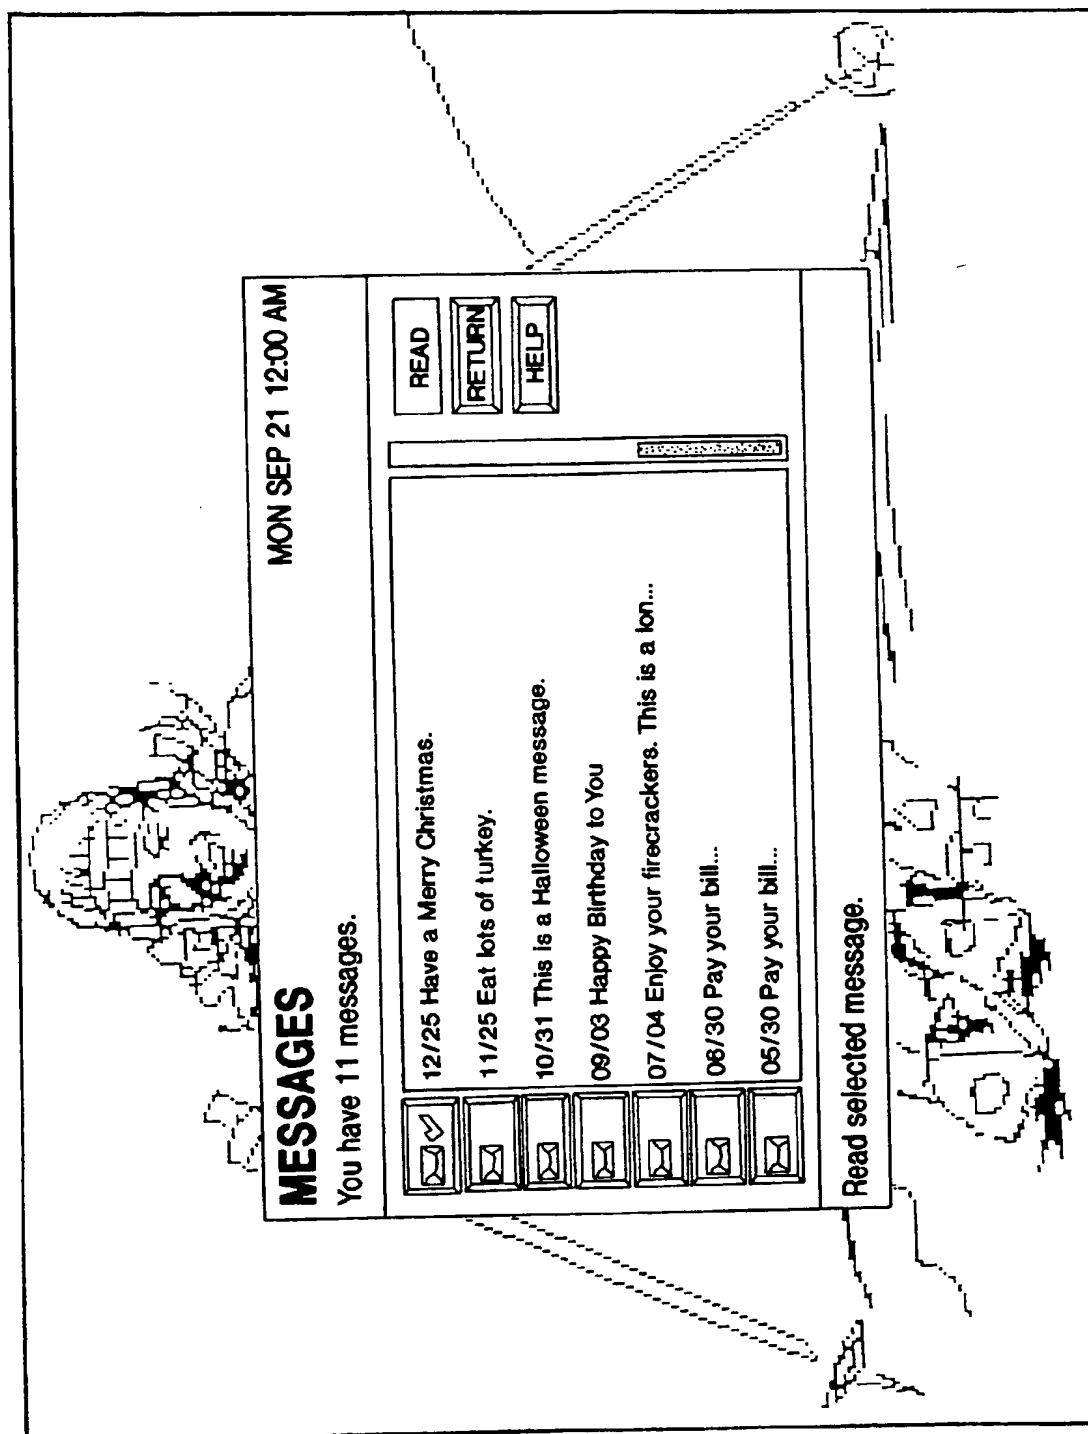 MESSAGES
MON SEP 21 12:00 AM
You have 11 messages.
12/25 Have a Merry Christmas.
11/25 Eat lots of turkey.
10/31 This is a Halloween message.
09/03 Happy Birthday to You
07/04 Enjoy your firecrackers. This is a lon...
06/30 Pay your bill...
05/30 Pay your bill...
READ
RETURN
HELP
Read selected message.